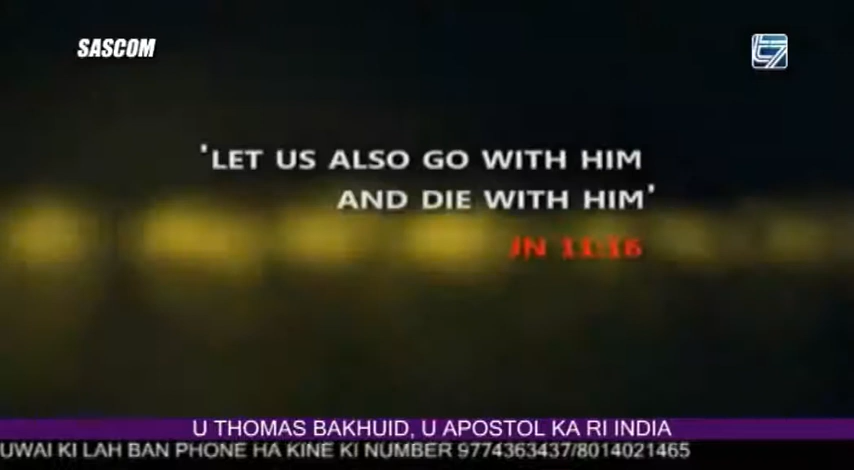 SASCOM
'LET US ALSO GO WITH HIM
AND DIE WITH HIM'
JN 11:16
U THOMAS BAKHUID, U APOSTOL KA RI INDIA
UWAI KI LAH BAN PHONE HA KINE KI NUMBER 9774363437/8014021465